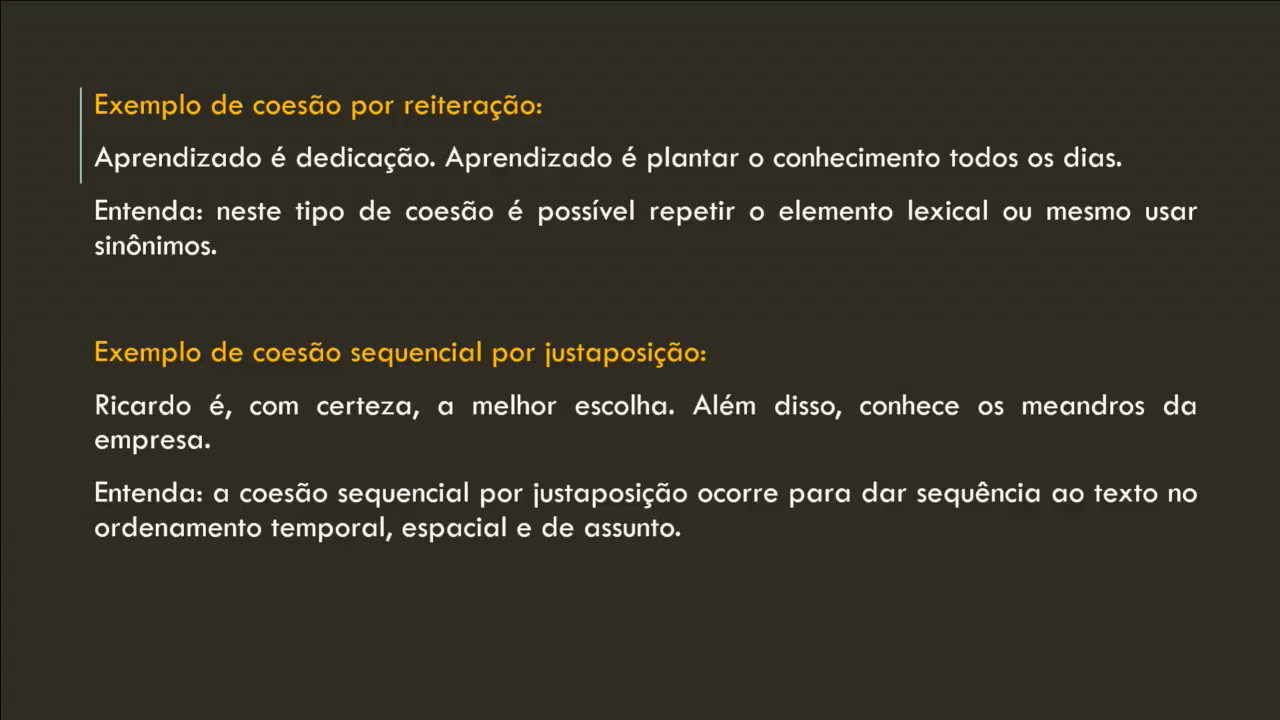 Exemplo de coesão por reiteração:
Aprendizado é dedicação. Aprendizado é plantar o conhecimento todos os dias.
Entenda: neste tipo de coesão é possível repetir o elemento lexical ou mesmo usar
sinônimos.
Exemplo de coesão sequencial por justaposição:
Ricardo é, com certeza, a melhor escolha. Além disso, conhece os meandros da
empresa.
Entenda: a coesão sequencial por justaposição ocorre para dar sequência ao texto no
ordenamento temporal, espacial e de assunto.